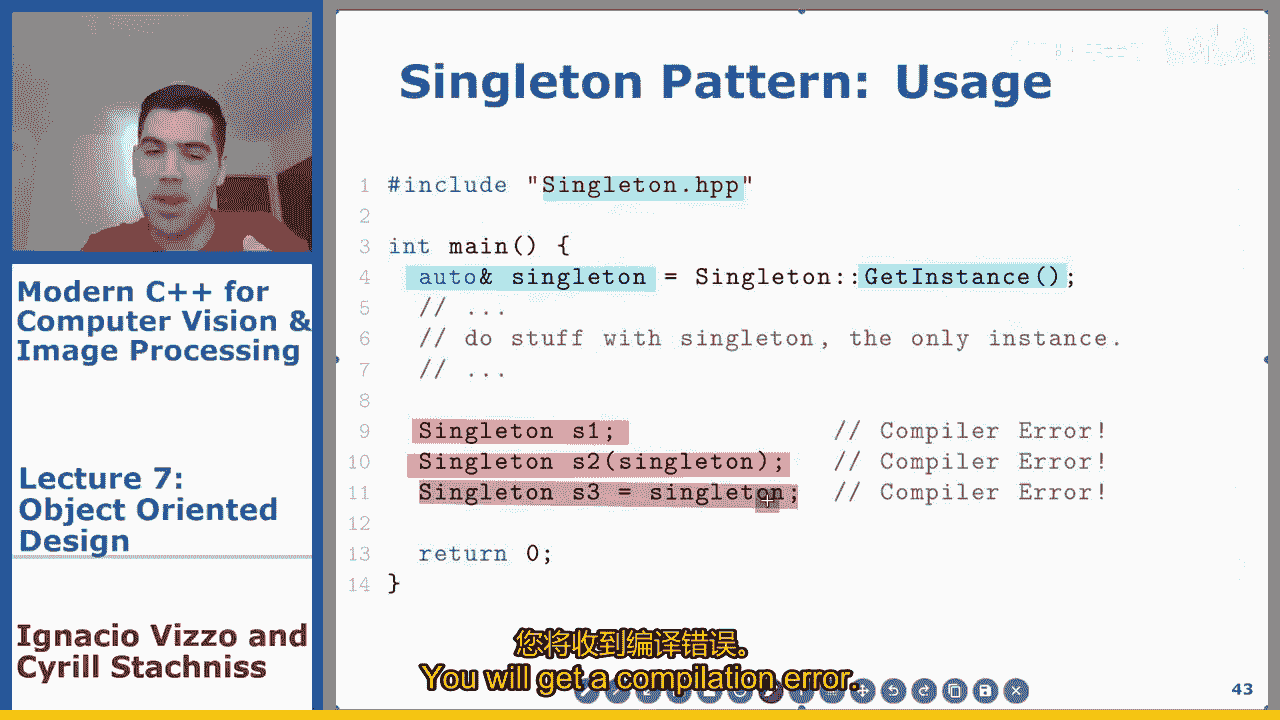 Singleton Pattern: Usage
1 #include "Singleton.hpp"
2
3 int main() {
4 auto& singleton = Singleton::GetInstance();
5 // ...
6 // do stuff with singleton, the only instance.
7 // ...
8
9 Singleton s1; // Compiler Error!
10 Singleton s2(singleton); // Compiler Error!
11 Singleton s3 = singleton; // Compiler Error!
12
13 return 0;
14 }
Modern C++ for
Computer Vision &
Image Processing
Lecture 7:
Object Oriented
Design
Ignacio Vizzo and
Cyrill Stachniss
您将收到编译错误。
You will get a compilation error.
43